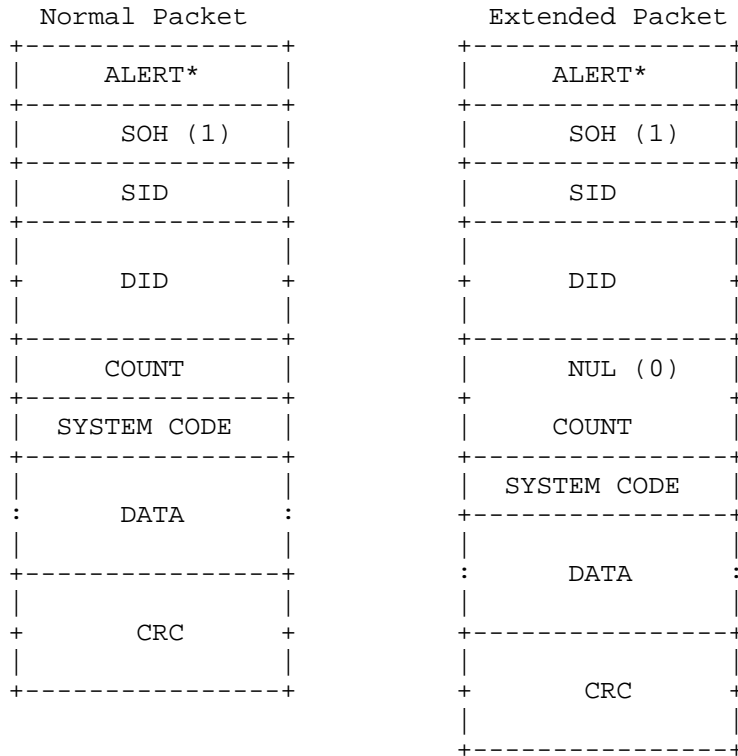 Normal Packet
ALERT*
SOH (1)
SID
DID
COUNT
SYSTEM CODE
DATA
CRC
Extended Packet
ALERT*
SOH (1)
SID
DID
NUL (0)
COUNT
SYSTEM CODE
DATA
CRC